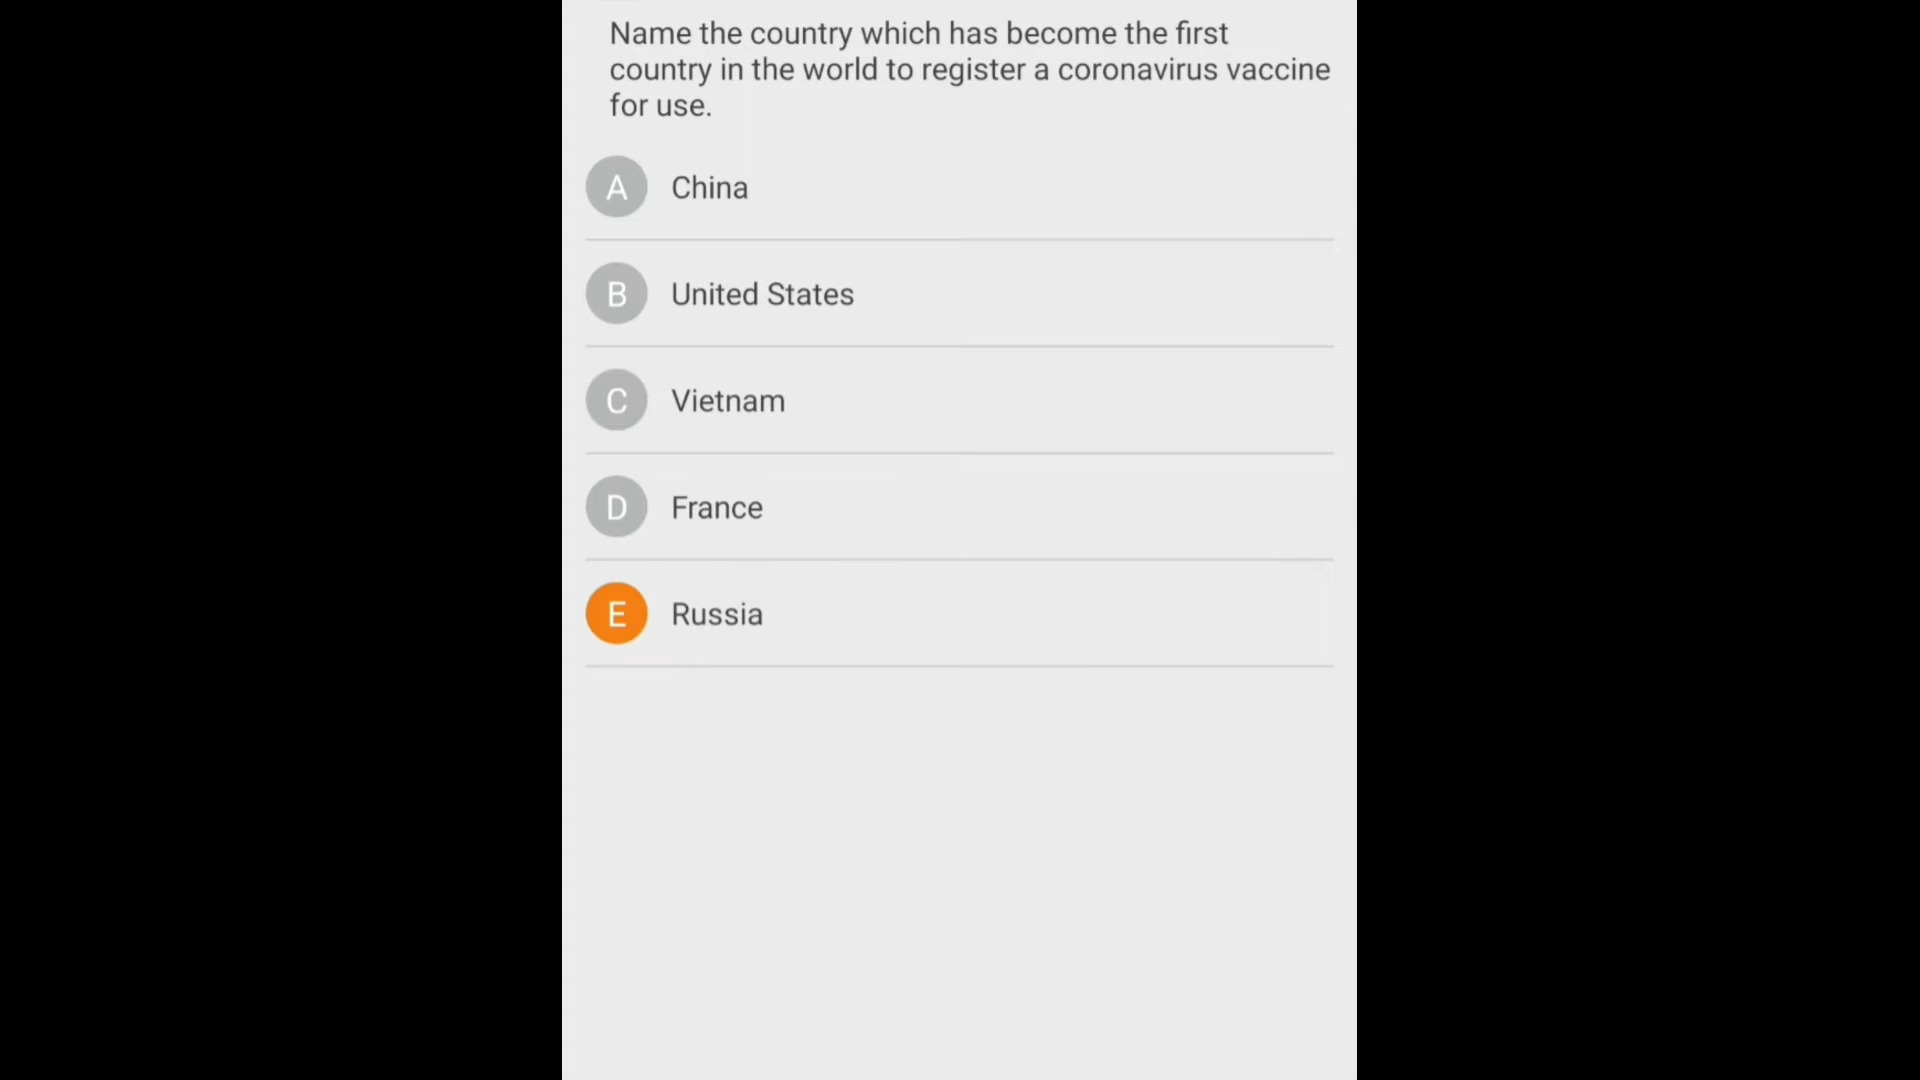 Name the country which has become the first
country in the world to register a coronavirus vaccine
for use.
A China
B United States
C Vietnam
D France
E Russia